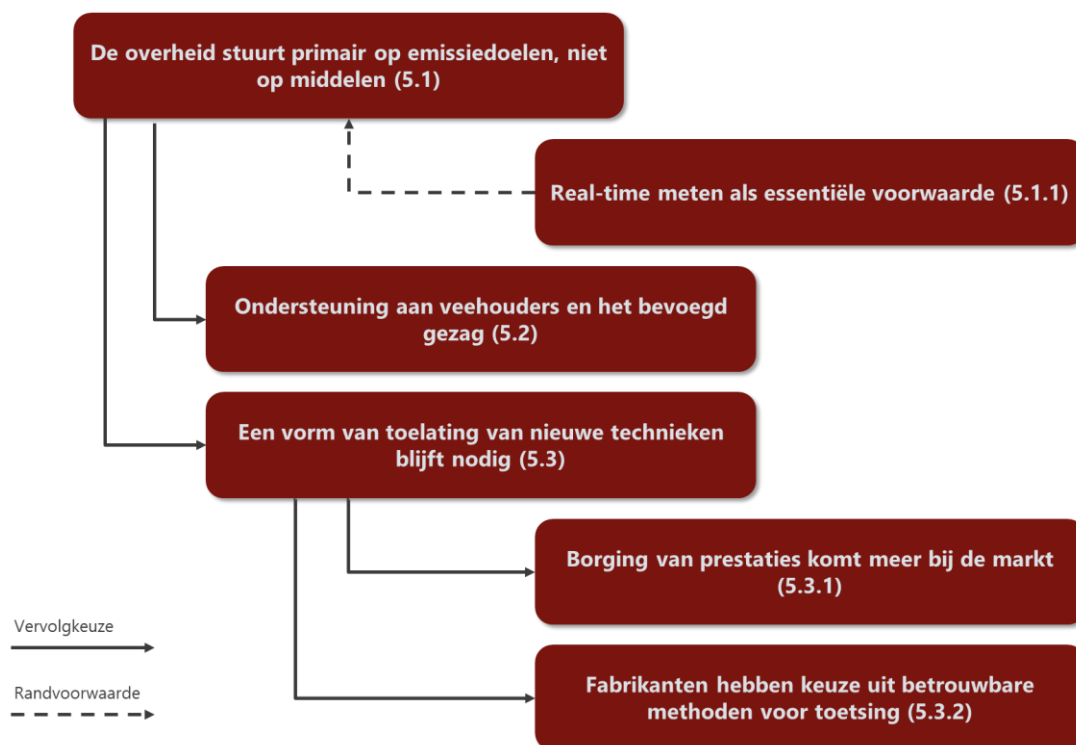 De overheid stuurt primair op emissiedoelen, niet
op middelen (5.1)
Real-time meten als essentiële voorwaarde (5.1.1)
Ondersteuning aan veehouders en het bevoegd
gezag (5.2)
Een vorm van toelating van nieuwe technieken
blijft nodig (5.3)
Borging van prestaties komt meer bij de markt
(5.3.1)
Fabrikanten hebben keuze uit betrouwbare
methoden voor toetsing (5.3.2)
Vervolgkeuze
Randvoorwaarde